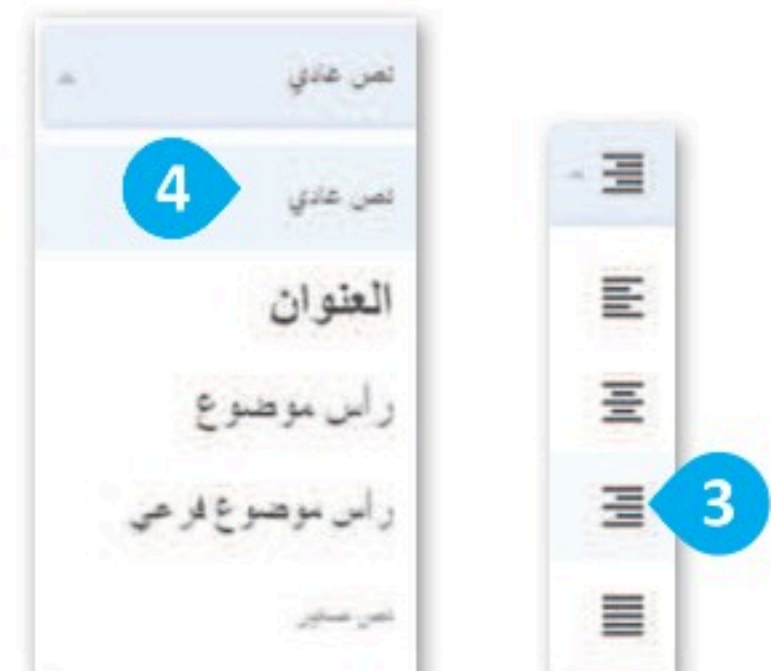 نص عادي
4
نص عادي
العنوان
رأس موضوع
رأس موضوع فرعي
نص صغير
3